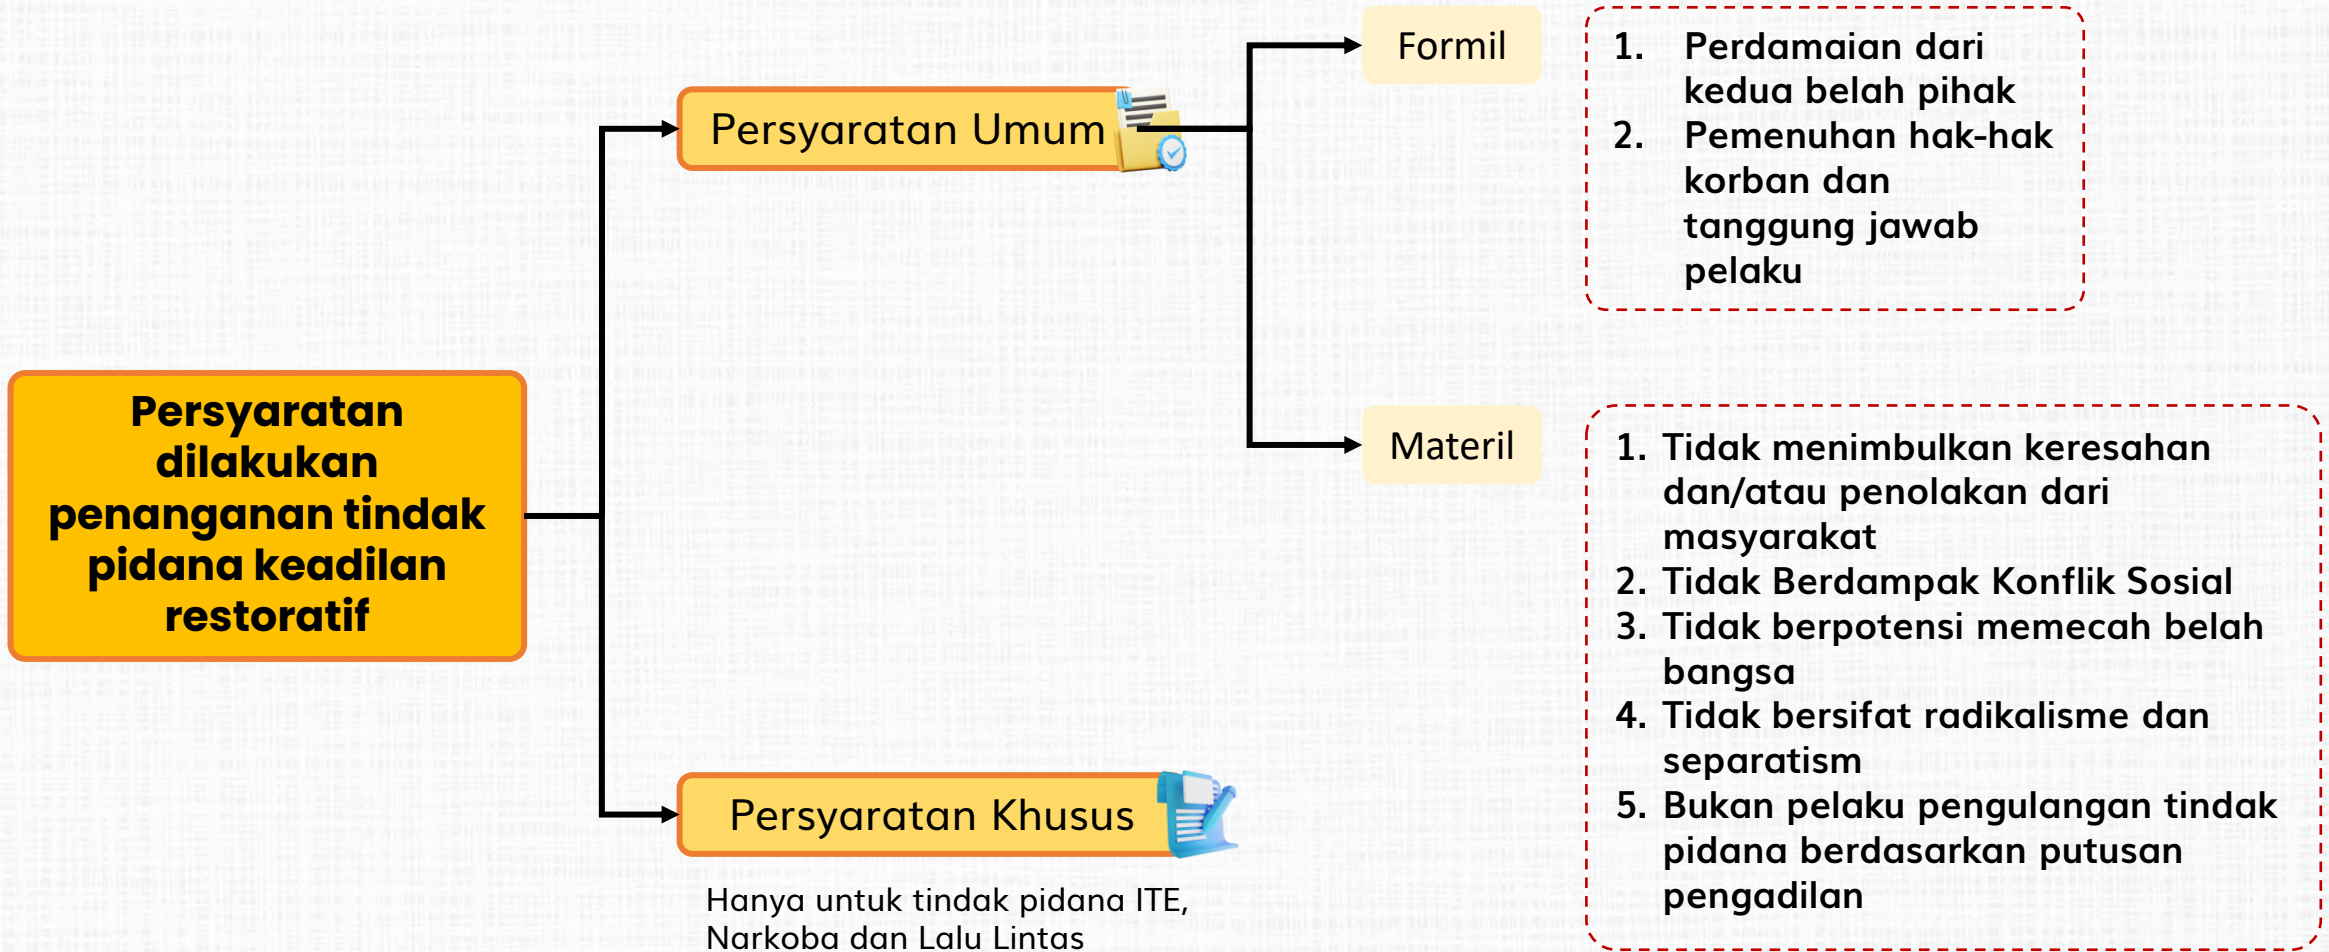 Persyaratan
dilakukan
penanganan tindak
pidana keadilan
restoratif
Persyaratan Umum
Formil
1. Perdamaian dari
kedua belah pihak
2. Pemenuhan hak-hak
korban dan
tanggung jawab
pelaku
Materil
1. Tidak menimbulkan keresahan
dan/atau penolakan dari
masyarakat
2. Tidak Berdampak Konflik Sosial
3. Tidak berpotensi memecah belah
bangsa
4. Tidak bersifat radikalisme dan
separatism
5. Bukan pelaku pengulangan tindak
pidana berdasarkan putusan
pengadilan
Persyaratan Khusus
Hanya untuk tindak pidana ITE,
Narkoba dan Lalu Lintas